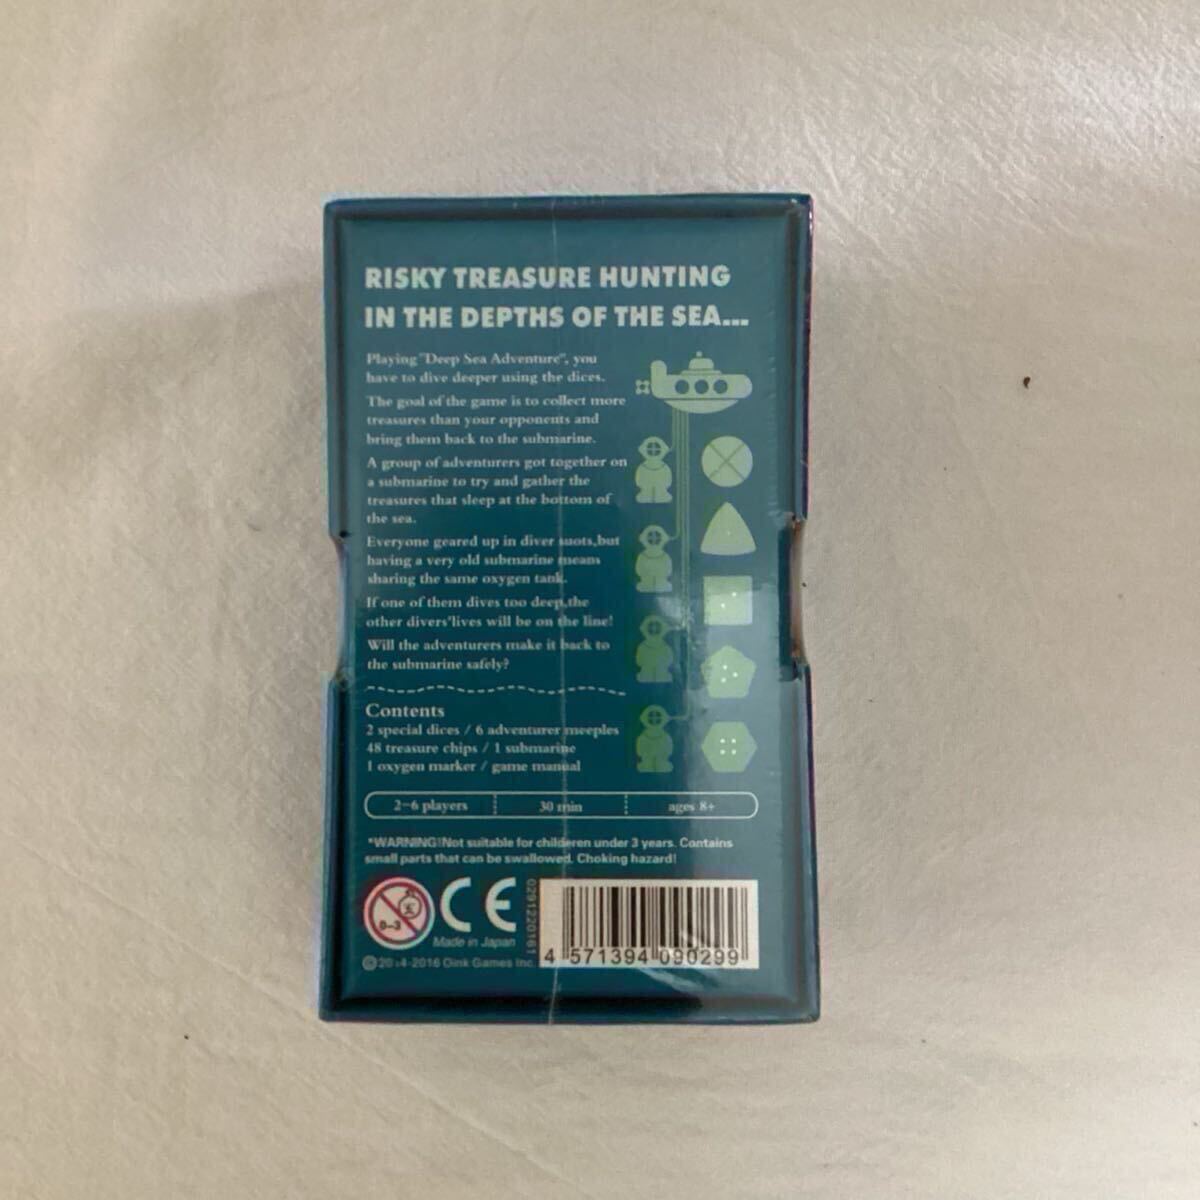 RISKY TREASURE HUNTING
IN THE DEPTHS OF THE SEA...
Playing "Deep Sea Adventure", you
have to dive deeper using the dices.
The goal of the game is to collect more
treasures than your opponents and
bring them back to the submarine.
A group of adventurers got together on
a submarine to try and gather the
treasures that sleep at the bottom of
the sea.
Everyone geared up in diver suots,but
having a very old submarine means
sharing the same oxygen tank.
If one of them dives too deep,the
other divers'lives will be on the line!
Will the adventurers make it back to
the submarine safely?
Contents
2 special dices / 6 adventurer meeples
48 treasure chips / 1 submarine
1 oxygen marker / game manual
2-6 players 30 min ages 8+
*WARNING!Not suitable for childeren under 3 years. Contains
small parts that can be swallowed. Choking hazard!
0-3
CE
Made in Japan
©2014-2016 Oink Games Inc.
0291220161
4 571394 090299